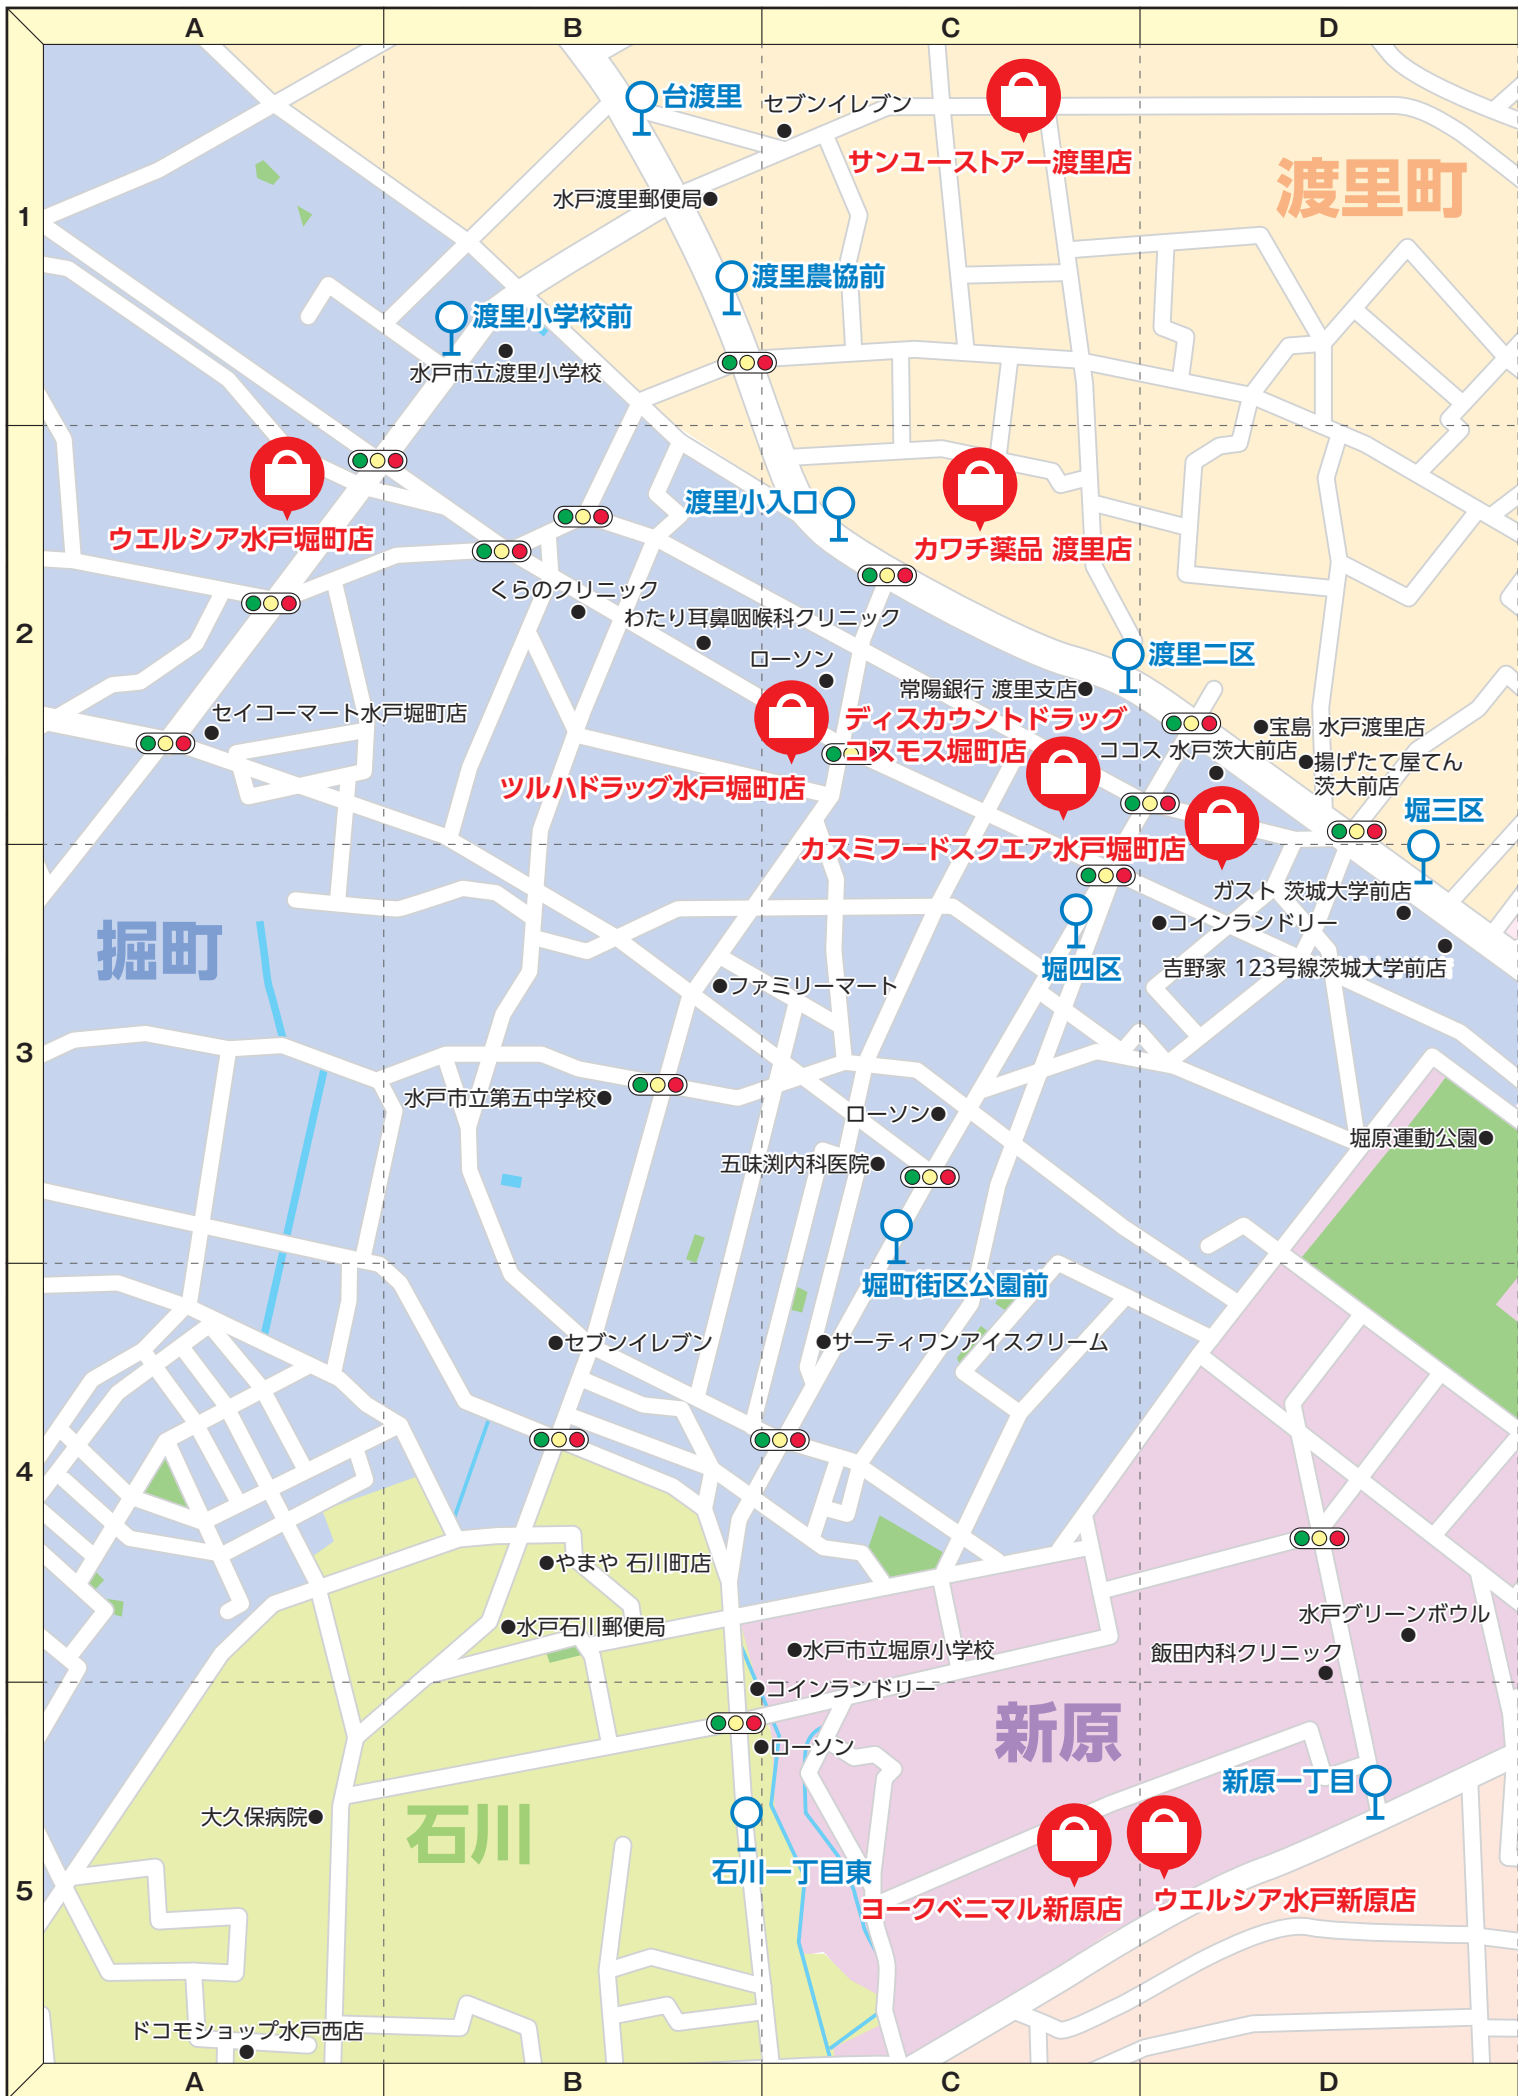 A
B
C
D
1
台渡里
セブンイレブン
サンユーストアー渡里店
渡里町
水戸渡里郵便局
渡里農協前
渡里小学校前
水戸市立渡里小学校
2
ウエルシア水戸堀町店
渡里小入口
カワチ薬品 渡里店
くらのクリニック
わたり耳鼻咽喉科クリニック
ローソン
渡里二区
常陽銀行 渡里支店
セイコーマート水戸堀町店
ディスカウントドラッグ
コスモス堀町店
宝島 水戸渡里店
ココス 水戸茨大前店
揚げたて屋てん
茨大前店
ツルハドラッグ水戸堀町店
堀三区
カスミフードスクエア水戸堀町店
3
ガスト 茨城大学前店
コインランドリー
掘町
堀四区
吉野家 123号線茨城大学前店
ファミリーマート
水戸市立第五中学校
ローソン
堀原運動公園
五味渕内科医院
堀町街区公園前
4
セブンイレブン
サーティワンアイスクリーム
やまや 石川町店
水戸石川郵便局
水戸グリーンボウル
水戸市立堀原小学校
飯田内科クリニック
5
コインランドリー
新原
ローソン
新原一丁目
大久保病院
石川
石川一丁目東
ヨークベニマル新原店
ウエルシア水戸新原店
ドコモショップ水戸西店
A
B
C
D